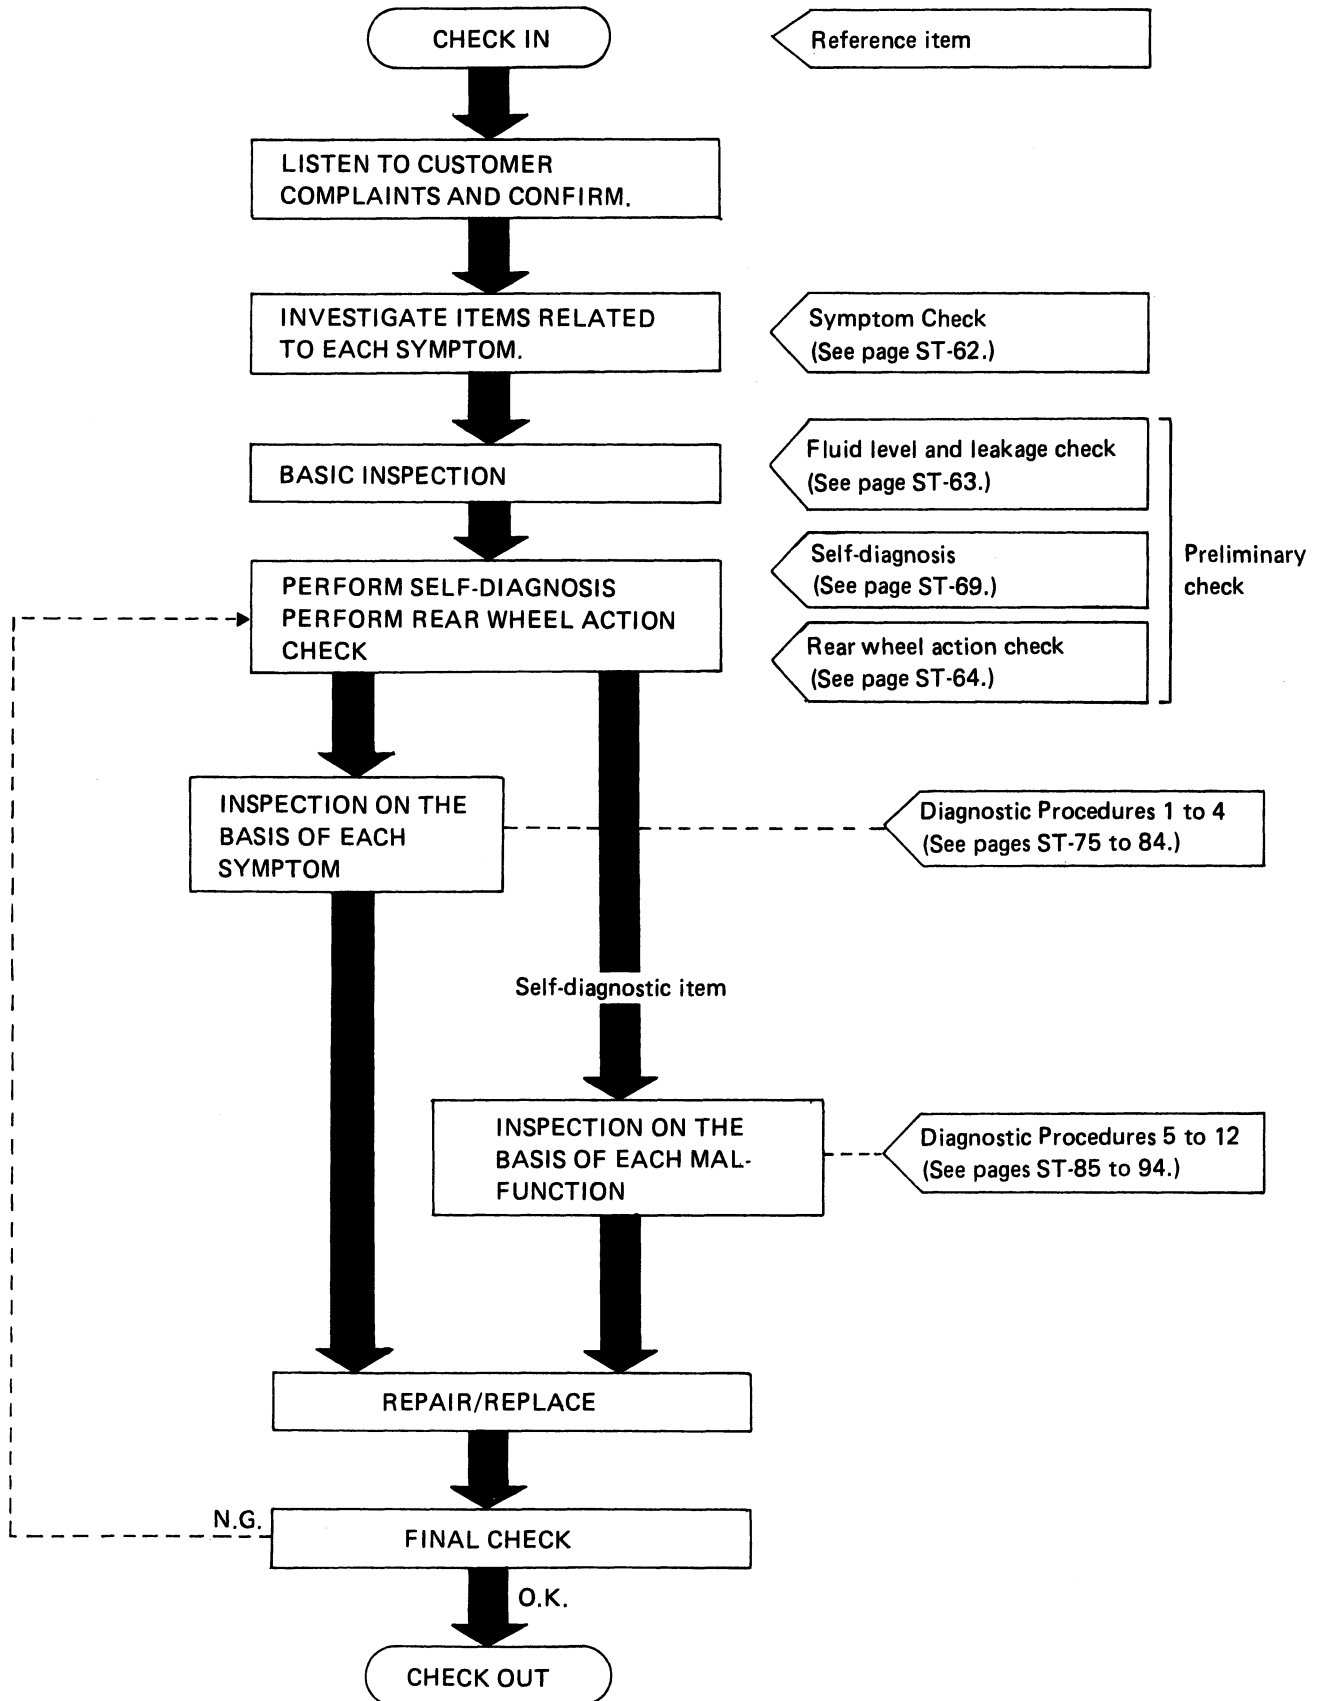 CHECK IN
Reference item
LISTEN TO CUSTOMER
COMPLAINTS AND CONFIRM.
INVESTIGATE ITEMS RELATED
TO EACH SYMPTOM.
Symptom Check
(See page ST-62.)
BASIC INSPECTION
Fluid level and leakage check
(See page ST-63.)
PERFORM SELF-DIAGNOSIS
PERFORM REAR WHEEL ACTION
CHECK
Self-diagnosis
(See page ST-69.)
Rear wheel action check
(See page ST-64.)
Preliminary
check
INSPECTION ON THE
BASIS OF EACH
SYMPTOM
Diagnostic Procedures 1 to 4
(See pages ST-75 to 84.)
Self-diagnostic item
INSPECTION ON THE
BASIS OF EACH MAL-
FUNCTION
Diagnostic Procedures 5 to 12
(See pages ST-85 to 94.)
REPAIR/REPLACE
N.G.
FINAL CHECK
O.K.
CHECK OUT